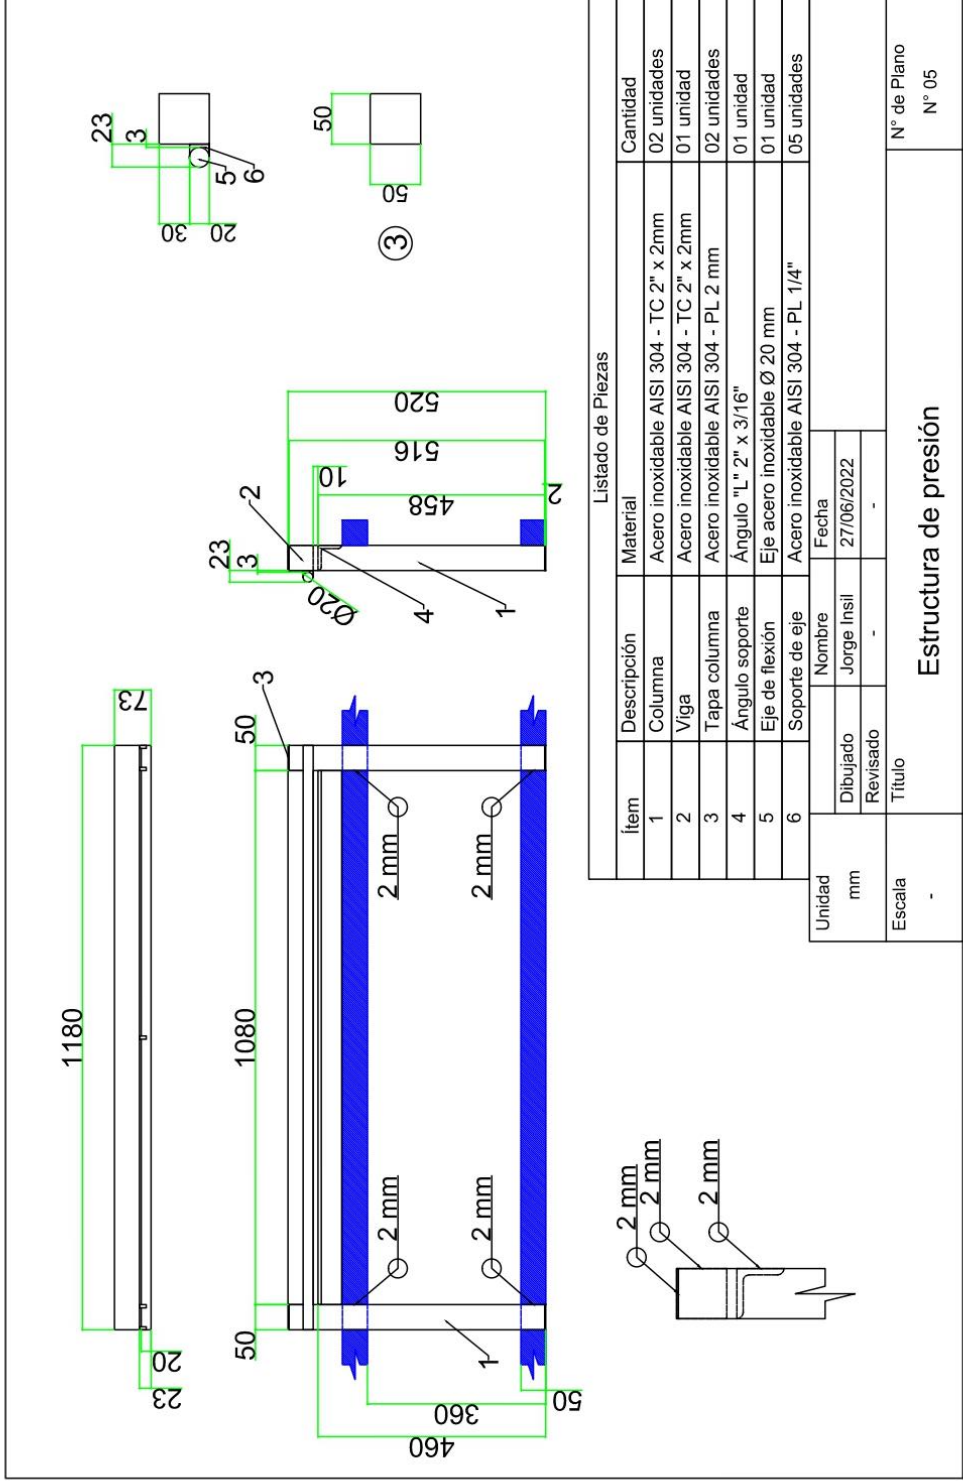 1180
73
20
23
50
1080
50
3
1
2 mm
2 mm
2 mm
2 mm
460
360
50
23
3
2
Ø20
4
1
10
458
516
520
2
23
3
30
20
5
6
50
50
3
2 mm
2 mm
2 mm
Listado de Piezas
Ítem Descripción Material Cantidad
1 Columna Acero inoxidable AISI 304 - TC 2" x 2mm 02 unidades
2 Viga Acero inoxidable AISI 304 - TC 2" x 2mm 01 unidad
3 Tapa columna Acero inoxidable AISI 304 - PL 2 mm 02 unidades
4 Ángulo soporte Ángulo "L" 2" x 3/16" 01 unidad
5 Eje de flexión Eje acero inoxidable Ø 20 mm 01 unidad
6 Soporte de eje Acero inoxidable AISI 304 - PL 1/4" 05 unidades
Unidad
mm
Nombre Fecha
Dibujado Jorge Insil 27/06/2022
Revisado - -
Escala
-
Título
Estructura de presión
N° de Plano
N° 05